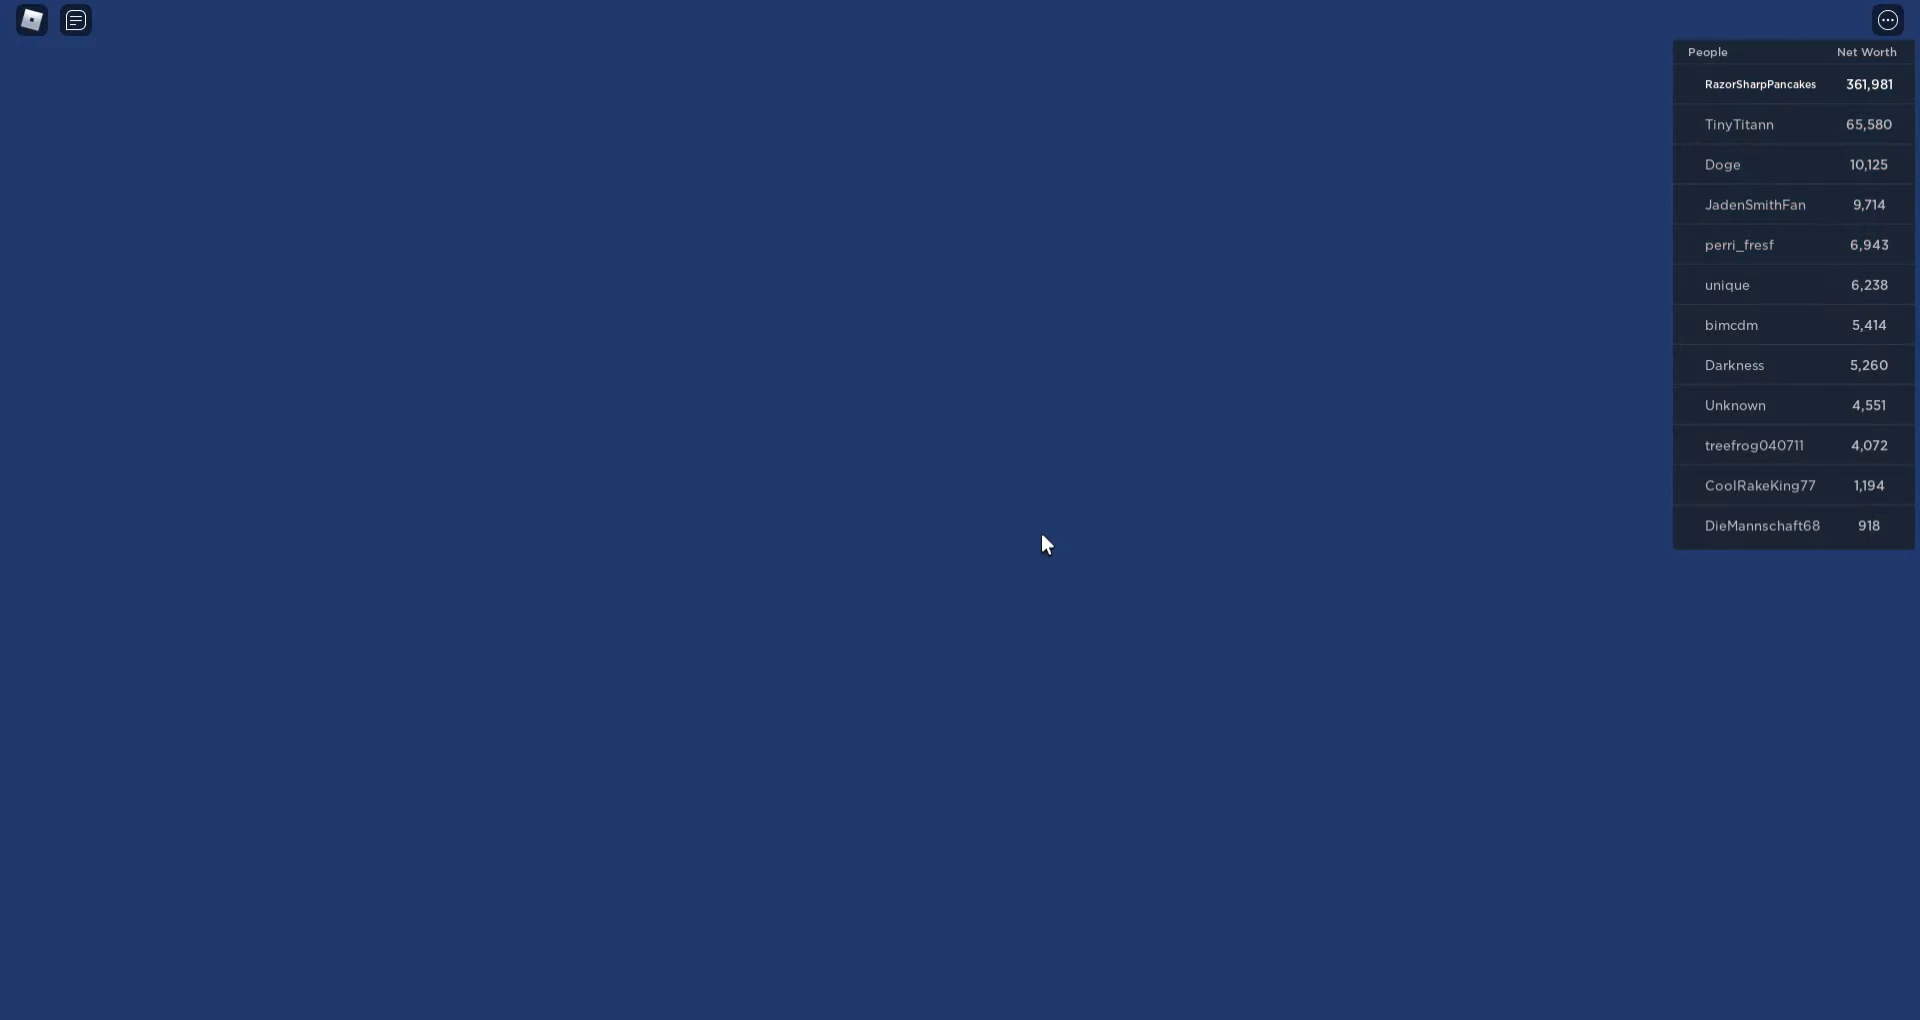 People Net Worth
RazorSharpPancakes 361,981
TinyTitann 65,580
Doge 10,125
JadenSmithFan 9,714
perri_fresf 6,943
unique 6,238
bimcdm 5,414
Darkness 5,260
Unknown 4,551
treefrog040711 4,072
CoolRakeKing77 1,194
DieMannschaft68 918